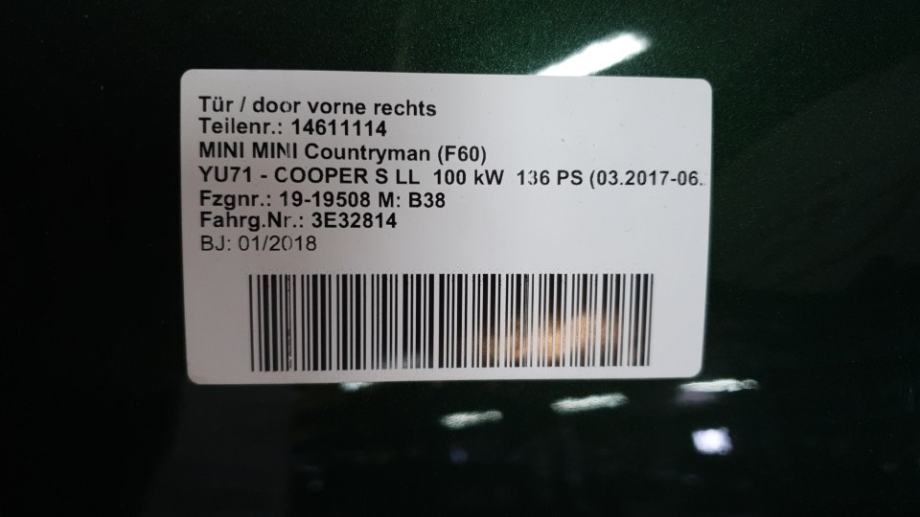 Tür / door vorne rechts
Teilenr.: 14611114
MINI MINI Countryman (F60)
YU71 - COOPER S LL 100 kW 136 PS (03.2017-06.
Fzgnr.: 19-19508 M: B38
Fahrg.Nr.: 3E32814
BJ: 01/2018